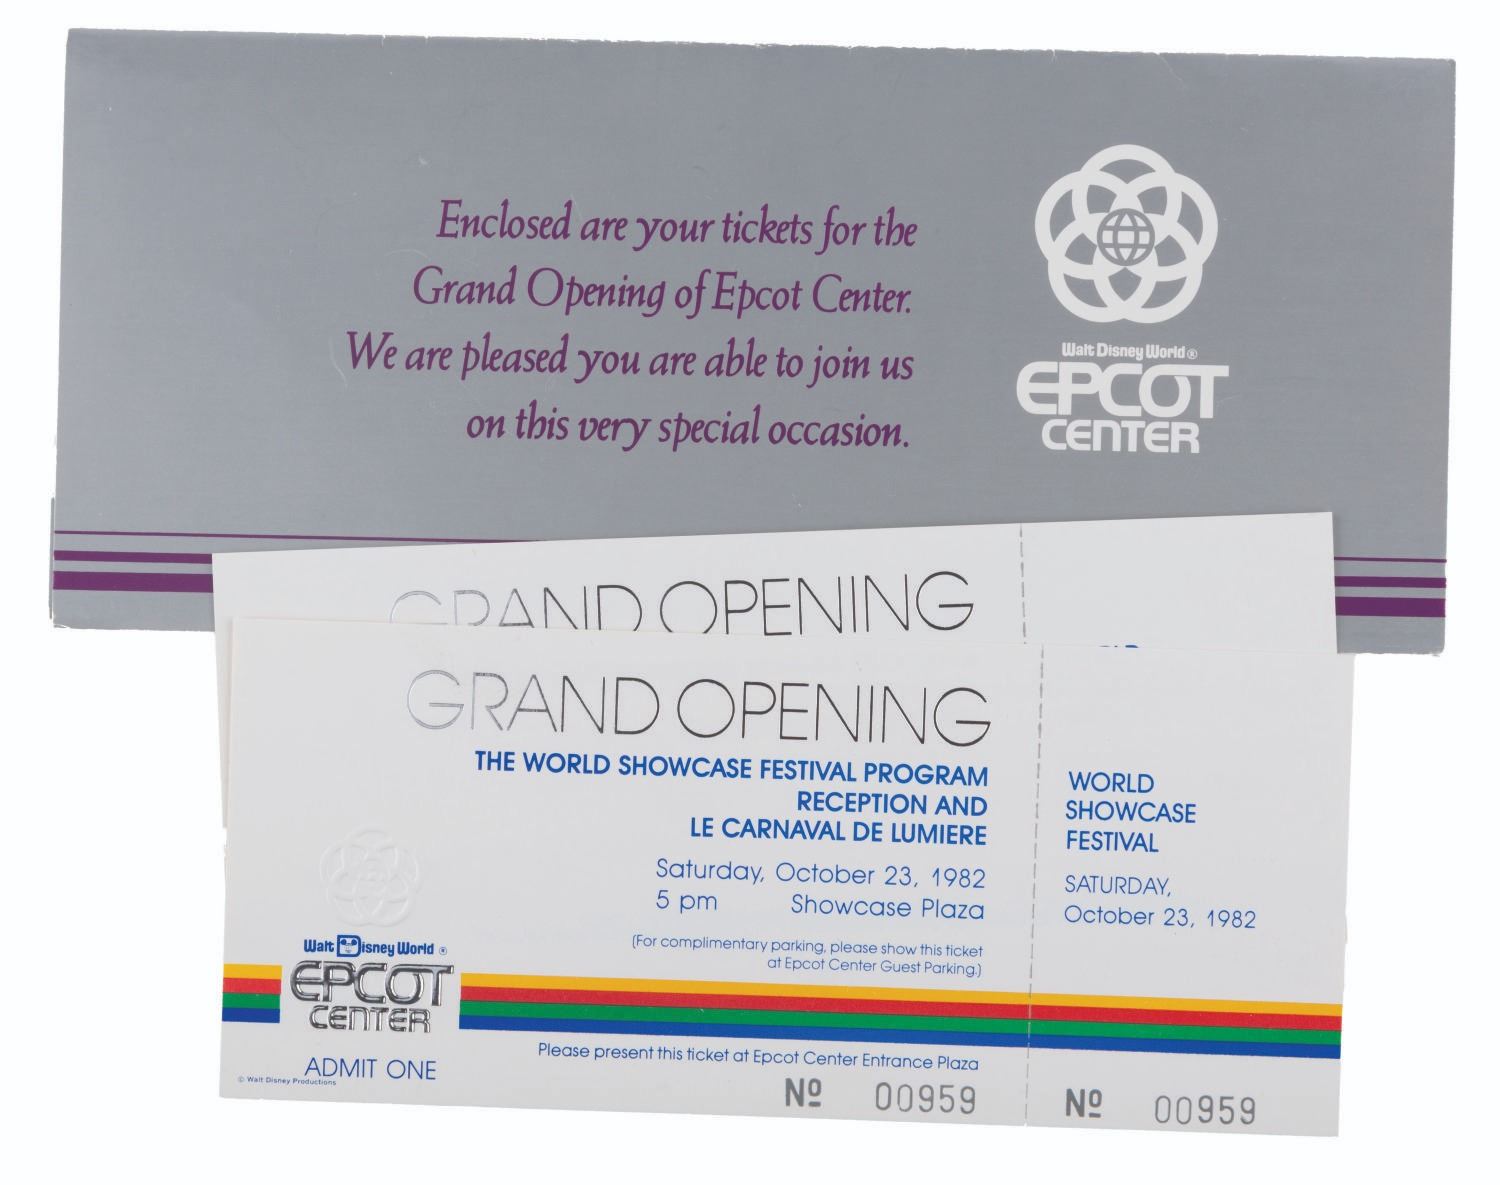 Enclosed are your tickets for the
Grand Opening of Epcot Center.
We are pleased you are able to join us
on this very special occasion.
Walt Disney World®
EPCOT
CENTER
GRAND OPENING
GRAND OPENING
THE WORLD SHOWCASE FESTIVAL PROGRAM
RECEPTION AND
LE CARNAVAL DE LUMIERE
Saturday, October 23, 1982
5 pm Showcase Plaza
(For complimentary parking, please show this ticket
at Epcot Center Guest Parking.)
Walt Disney World ®
EPCOT
CENTER
ADMIT ONE
© Walt Disney Productions
Please present this ticket at Epcot Center Entrance Plaza
Nº 00959
WORLD
SHOWCASE
FESTIVAL
SATURDAY,
October 23, 1982
Nº 00959